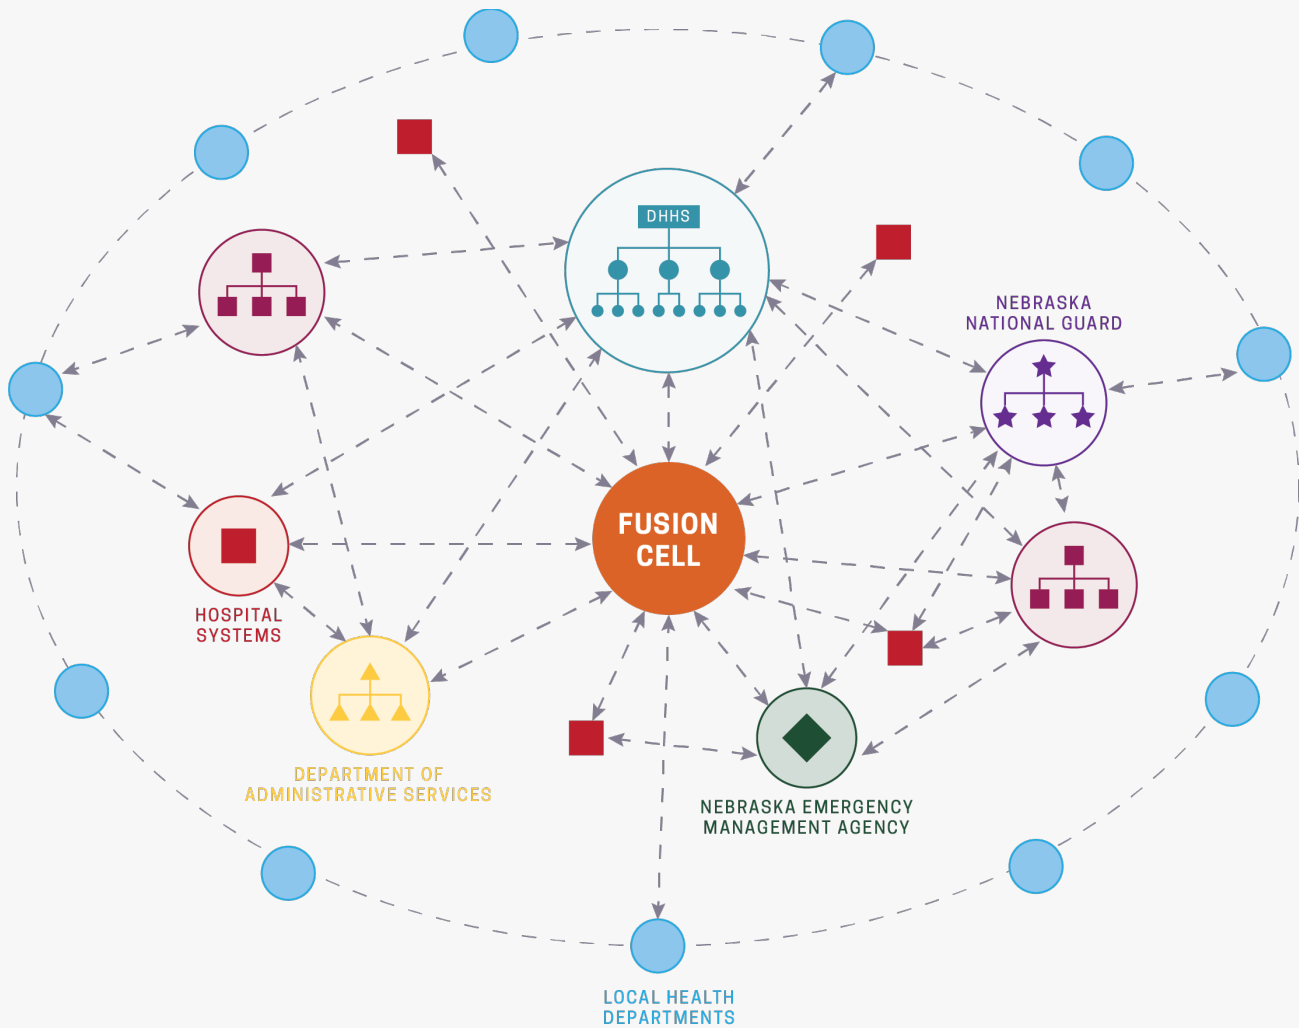 DHHS
NEBRASKA
NATIONAL GUARD
FUSION
CELL
HOSPITAL
SYSTEMS
DEPARTMENT OF
ADMINISTRATIVE SERVICES
NEBRASKA EMERGENCY
MANAGEMENT AGENCY
LOCAL HEALTH
DEPARTMENTS